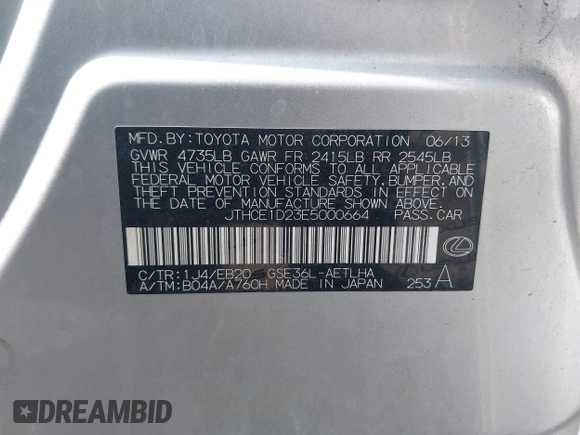 MFD. BY: TOYOTA MOTOR CORPORATION 06/13
GVWR 4735LB GAWR FR 2415LB RR 2545LB
THIS VEHICLE CONFORMS TO ALL APPLICABLE
FEDERAL MOTOR VEHICLE SAFETY, BUMPER, AND
THEFT PREVENTION STANDARDS IN EFFECT ON
THE DATE OF MANUFACTURE SHOWN ABOVE.
JTHCE1D23E5000664 PASS. CAR
C/TR: 1J4/EB20 GSE36L-AETLHA
A/TM: B04A/A760H MADE IN JAPAN 253 A
DREAMBID